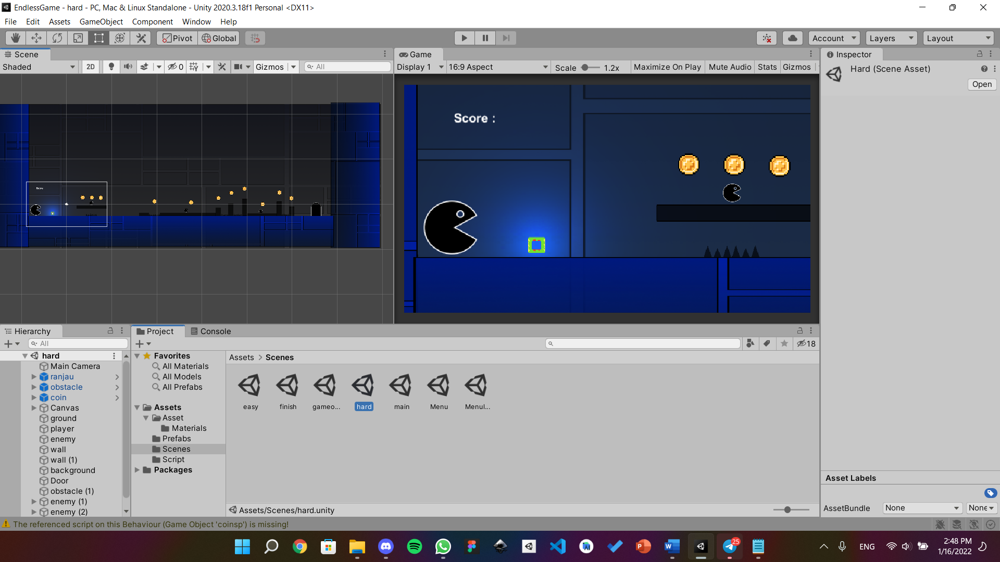 EndlessGame - hard - PC, Mac & Linux Standalone - Unity 2020.3.18f1 Personal <DX11>
File Edit Assets GameObject Component Window Help
Pivot Global Account Layers Layout
Scene
Shaded 2D 0 Gizmos All
Game
Display 1 16:9 Aspect Scale 1.2x Maximize On Play Mute Audio Stats Gizmos
Score :
Score
Inspector
Hard (Scene Asset)
Open
Hierarchy
All
hard
Main Camera
ranjau
obstacle
coin
Canvas
ground
player
enemy
wall
wall (1)
background
Door
obstacle (1)
enemy (1)
enemy (2)
Project Console
18
Favorites
All Materials
All Models
All Prefabs
Assets
Asset
Materials
Prefabs
Scenes
Script
Packages
Assets > Scenes
easy finish gameo... hard main Menu Menul...
Assets/Scenes/hard.unity
Asset Labels
AssetBundle None None
The referenced script on this Behaviour (Game Object 'coinsp') is missing!
25
ENG
2:48 PM
1/16/2022